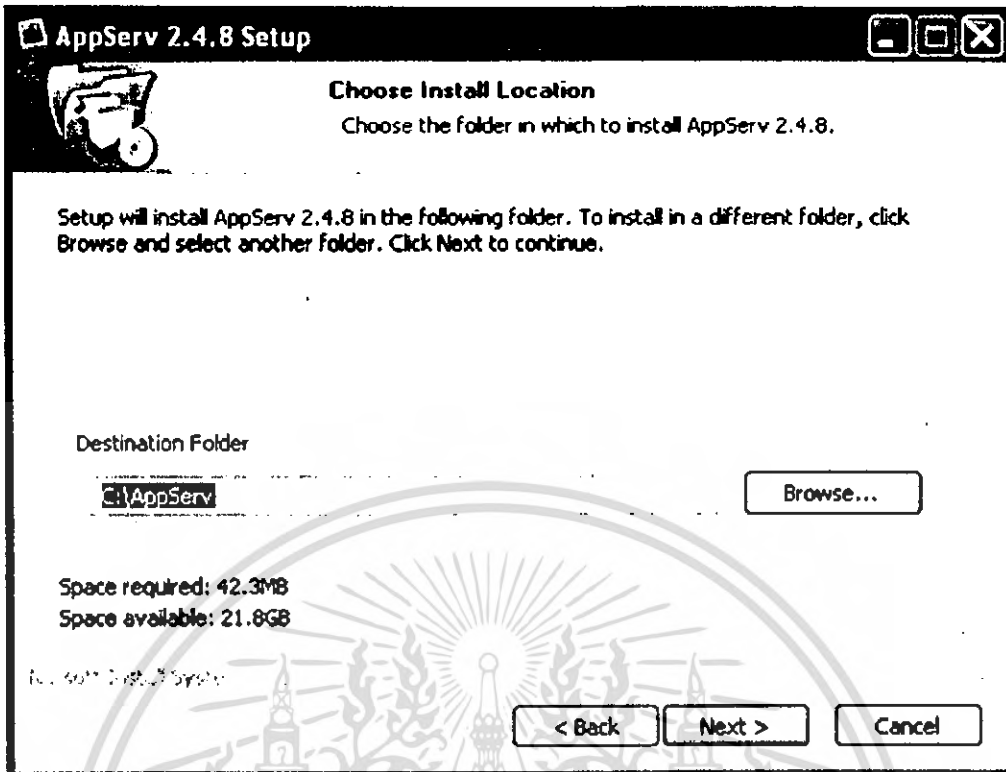 AppServ 2.4.8 Setup
Choose Install Location
Choose the folder in which to install AppServ 2.4.8.
Setup will install AppServ 2.4.8 in the following folder. To install in a different folder, click
Browse and select another folder. Click Next to continue.
Destination Folder
C:\AppServ
Browse...
Space required: 42.3MB
Space available: 21.8GB
Install System
< Back
Next >
Cancel